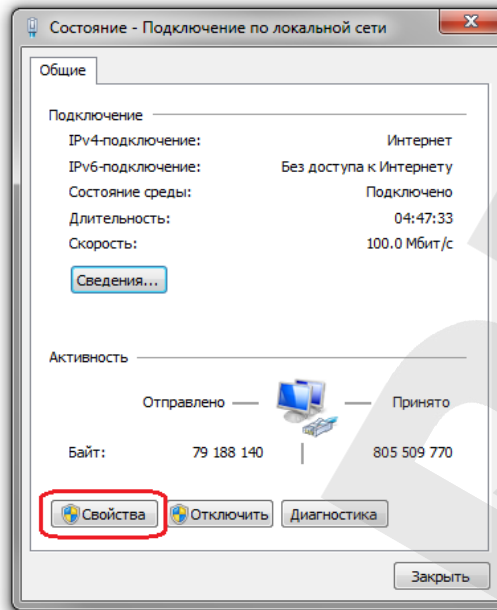 Состояние - Подключение по локальной сети
Общие
Подключение
IPv4-подключение: Интернет
IPv6-подключение: Без доступа к Интернету
Состояние среды: Подключено
Длительность: 04:47:33
Скорость: 100.0 Мбит/с
Сведения...
Активность
Отправлено — — Принято
Байт: 79 188 140 | 805 509 770
Свойства Отключить Диагностика
Закрыть